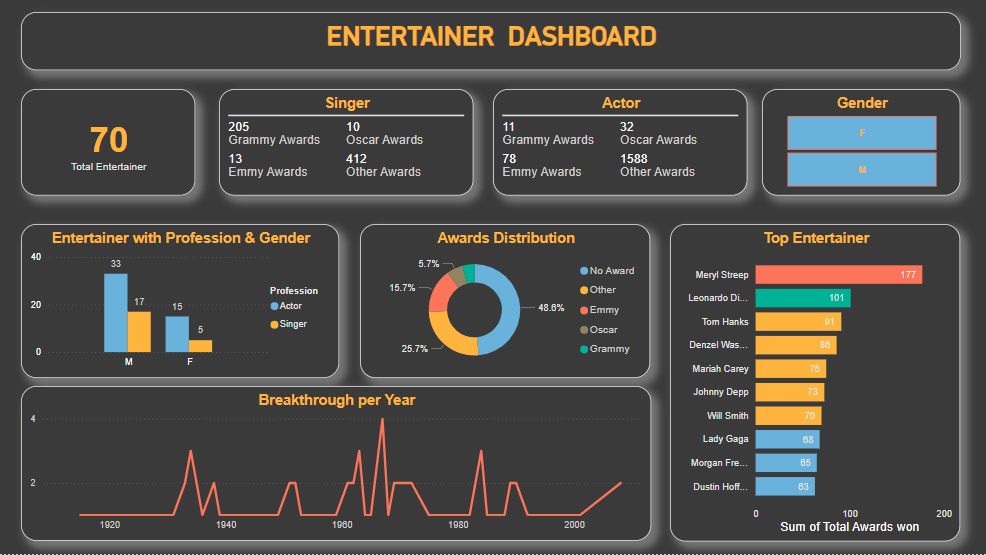 ENTERTAINER DASHBOARD
70
Total Entertainer
Singer
205
Grammy Awards
10
Oscar Awards
13
Emmy Awards
412
Other Awards
Actor
11
Grammy Awards
32
Oscar Awards
78
Emmy Awards
1588
Other Awards
Gender
F
M
Entertainer with Profession & Gender
40
20
0
33
17
15
5
M
F
Profession
Actor
Singer
Awards Distribution
5.7%
15.7%
25.7%
48.6%
No Award
Other
Emmy
Oscar
Grammy
Top Entertainer
Meryl Streep 177
Leonardo Di... 101
Tom Hanks 91
Denzel Was... 86
Mariah Carey 75
Johnny Depp 73
Will Smith 70
Lady Gaga 68
Morgan Fre... 65
Dustin Hoff... 63
0 100 200
Sum of Total Awards won
Breakthrough per Year
4
2
1920 1940 1960 1980 2000